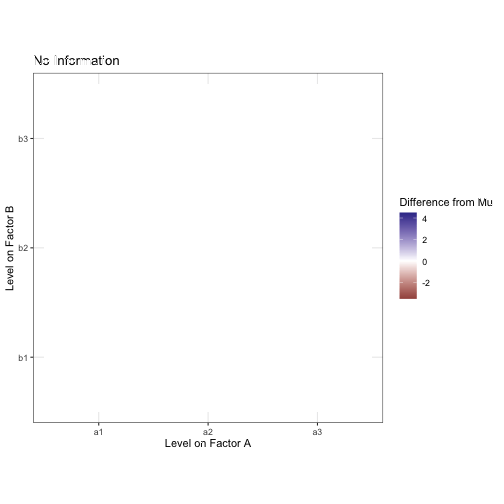 No Information
b3
b2
b1
a1
a2
a3
Level on Factor A
Level on Factor B
Difference from Mu
4
2
0
-2